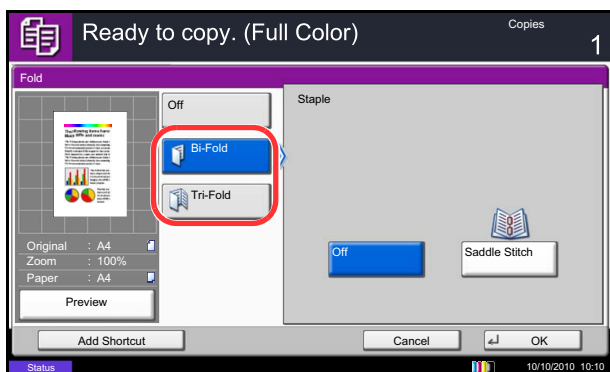 Ready to copy. (Full Color)
Copies
1
Fold
Off
Bi-Fold
Tri-Fold
Staple
Off
Saddle Stitch
Original : A4
Zoom : 100%
Paper : A4
Preview
Add Shortcut
Cancel
OK
Status
10/10/2010 10:10